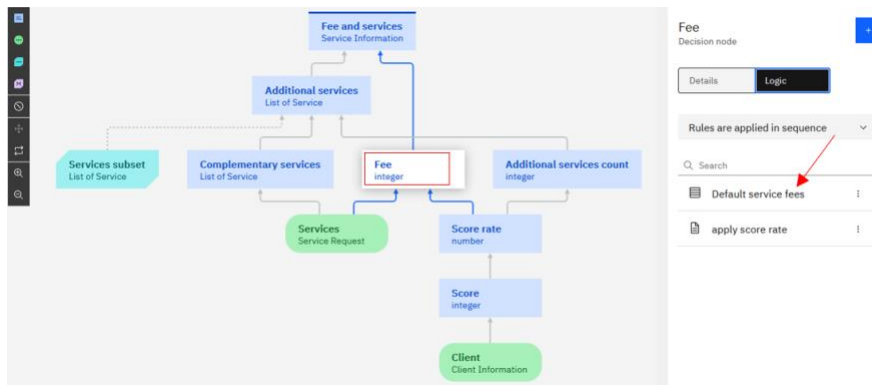 Fee and services
Service Information
Additional services
List of Service
Services subset
List of Service
Complementary services
List of Service
Fee
integer
Additional services count
integer
Services
Service Request
Score rate
number
Score
integer
Client
Client Information
Fee
Decision node
+
Details
Logic
Rules are applied in sequence
Search
Default service fees
apply score rate